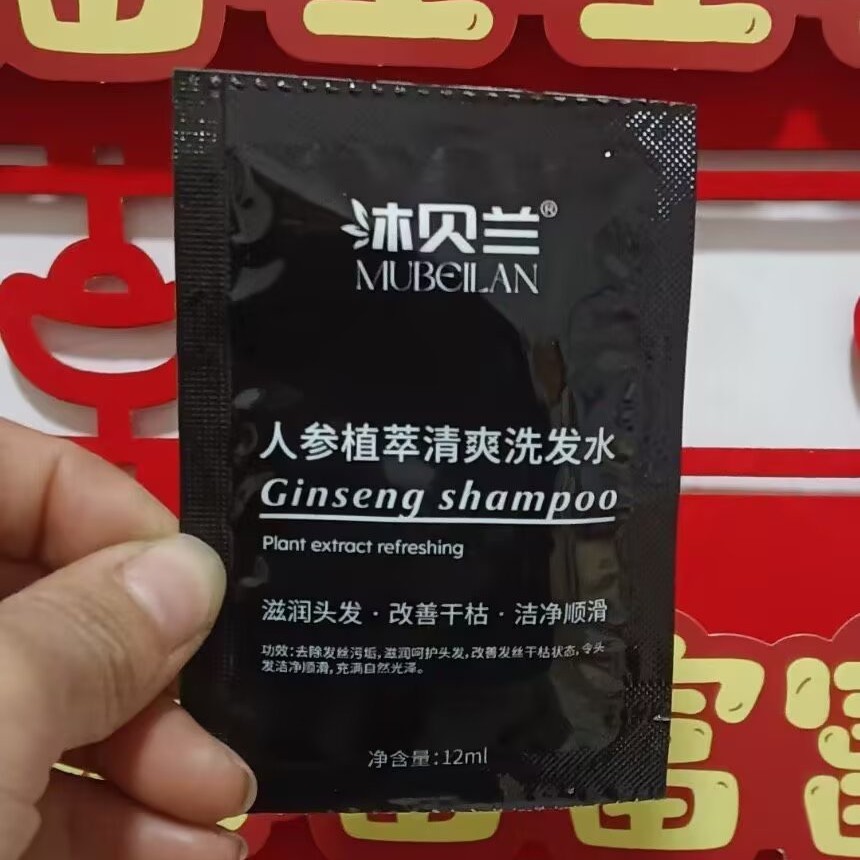 沐贝兰®
MUBEILAN
人参植萃清爽洗发水
Ginseng shampoo
Plant extract refreshing
滋润头发·改善干枯·洁净顺滑
功效:去除发丝污垢,滋润呵护头发,改善发丝干枯状态,令头
发洁净顺滑,充满自然光泽。
净含量:12ml
富